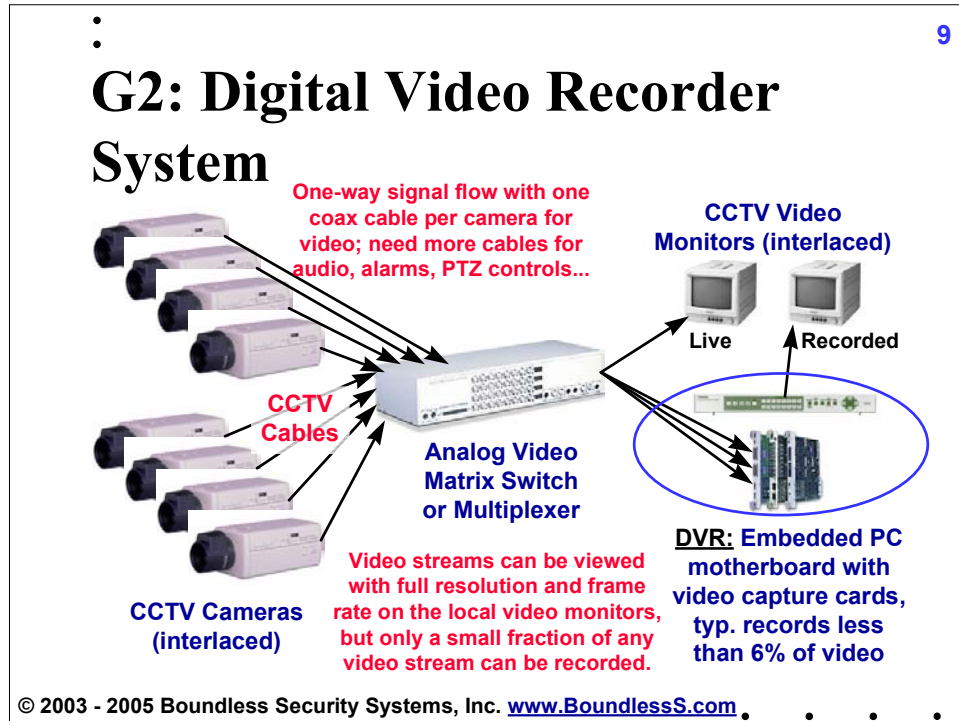 9
G2: Digital Video Recorder
System
One-way signal flow with one
coax cable per camera for
video; need more cables for
audio, alarms, PTZ controls...
CCTV Video
Monitors (interlaced)
Live
Recorded
CCTV
Cables
Analog Video
Matrix Switch
or Multiplexer
CCTV Cameras
(interlaced)
Video streams can be viewed
with full resolution and frame
rate on the local video monitors,
but only a small fraction of any
video stream can be recorded.
DVR: Embedded PC
motherboard with
video capture cards,
typ. records less
than 6% of video
© 2003 - 2005 Boundless Security Systems, Inc. www.BoundlessS.com